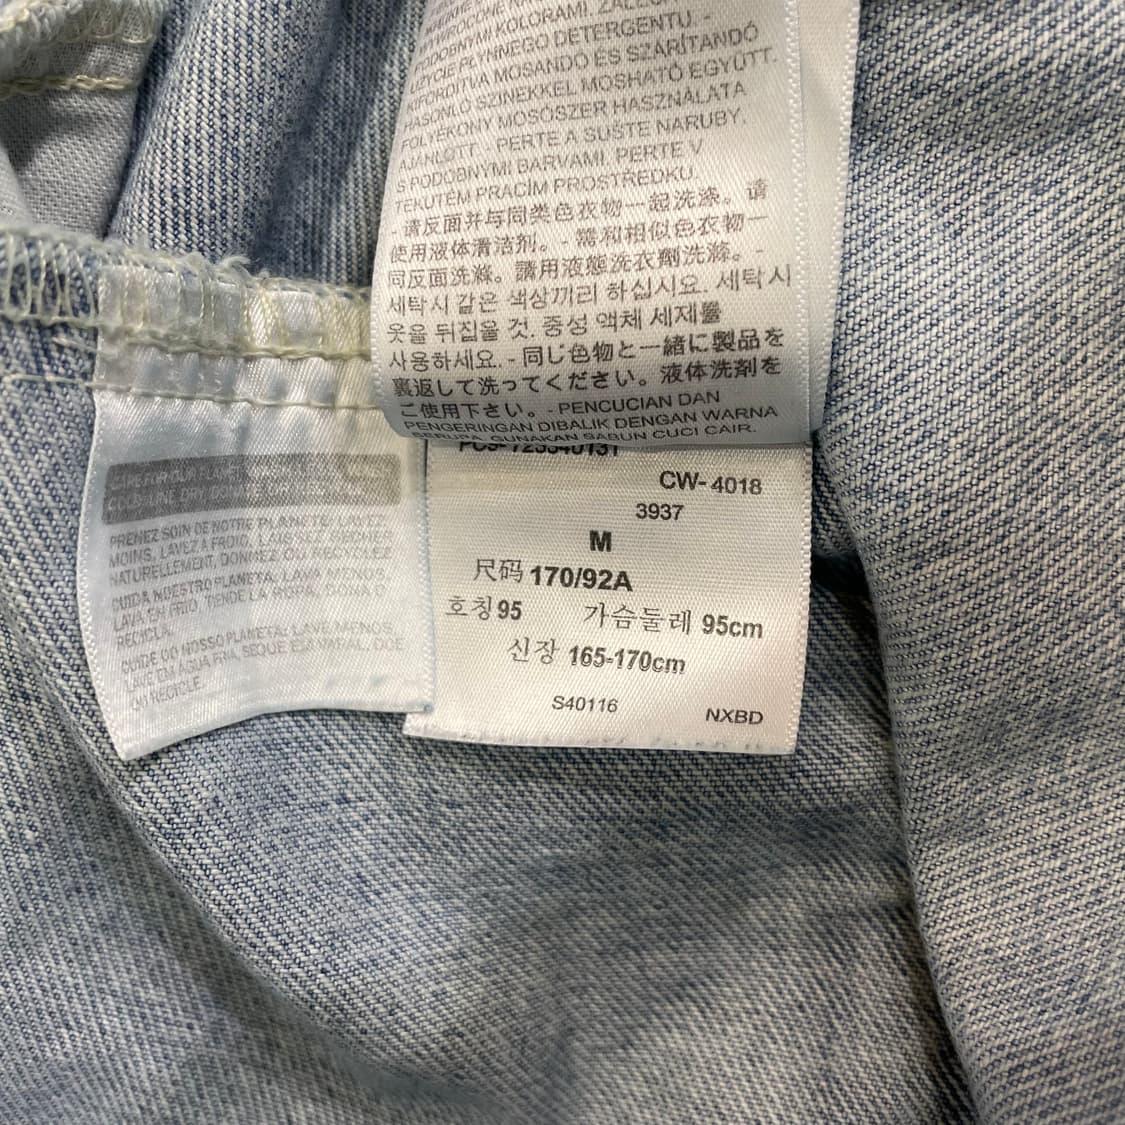 PODOBNYMI KOLORAMI. ZALEC
UŻYCIE PŁYNNEGO DETERGENTU. -
KIFORDÍTVA MOSANDÓ ÉS SZÁRÍTANDÓ
HASONLÓ SZÍNEKKEL MOSHATÓ EGYÜTT.
FOLYÉKONY MOSÓSZER HASZNÁLATA
AJÁNLOTT. - PERTE A SUŠTE NARUBY,
S PODOBNÝMI BARVAMI. PERTE V
TEKUTÉM PRACÍM PROSTŘEDKU.
- 请反面并与同类色衣物一起洗涤。请
使用液体清洁剂。- 需和相似色衣物一
同反面洗滌。請用液態洗衣劑洗滌。-
세탁시 같은 색상끼리 하십시요. 세탁시
옷을 뒤집을 것. 중성 액체 세제를
사용하세요. - 同じ色物と一緒に製品を
裏返して洗ってください。液体洗剤を
ご使用下さい。- PENCUCIAN DAN
PENGERINGAN DIBALIK DENGAN WARNA
SERUPA. GUNAKAN SABUN CUCI CAIR.
PRENEZ SOIN DE NOTRE PLANETE: LAVEZ
MOINS, LAVEZ A FROID, LAISSEZ SECHER
NATURELLEMENT, DONNEZ OU RECYCLEZ
CUIDA NUESTRO PLANETA: LAVA MENOS,
LAVA EN FRIO, TIENDE LA ROPA, DONA O
RECICLA.
CUIDE DO NOSSO PLANETA: LAVE MENOS,
LAVE EM AGUA FRIA, SEQUE EM VARAL, DOE
OU RECICLE.
CW- 4018
3937
M
尺码 170/92A
호칭 95 가슴둘레 95cm
신장 165-170cm
S40116
NXBD